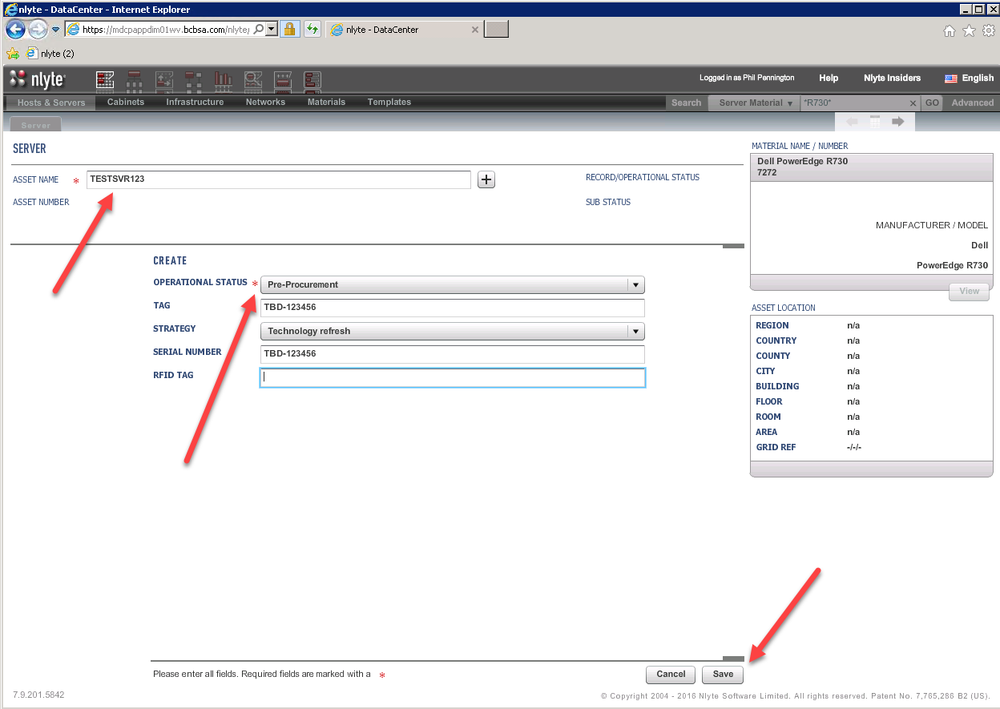 nlyte - DataCenter - Internet Explorer
https://mdcpappdim01wv.bcbsa.com/nlyte/
nlyte - DataCenter
nlyte (2)
nlyte
Logged in as Phil Pennington
Help
Nlyte Insiders
English
Hosts & Servers
Cabinets
Infrastructure
Networks
Materials
Templates
Search
Server Material
*R730*
GO
Advanced
Server
SERVER
ASSET NAME *
TESTSVR123
RECORD/OPERATIONAL STATUS
ASSET NUMBER
SUB STATUS
MATERIAL NAME / NUMBER
Dell PowerEdge R730
7272
MANUFACTURER / MODEL
Dell
PowerEdge R730
View
CREATE
OPERATIONAL STATUS * Pre-Procurement
TAG TBD-123456
STRATEGY Technology refresh
SERIAL NUMBER TBD-123456
RFID TAG
ASSET LOCATION
REGION n/a
COUNTRY n/a
COUNTY n/a
CITY n/a
BUILDING n/a
FLOOR n/a
ROOM n/a
AREA n/a
GRID REF -/-/-
Please enter all fields. Required fields are marked with a *
Cancel
Save
7.9.201.5842
© Copyright 2004 - 2016 Nlyte Software Limited. All rights reserved. Patent No. 7,765,286 B2 (US).